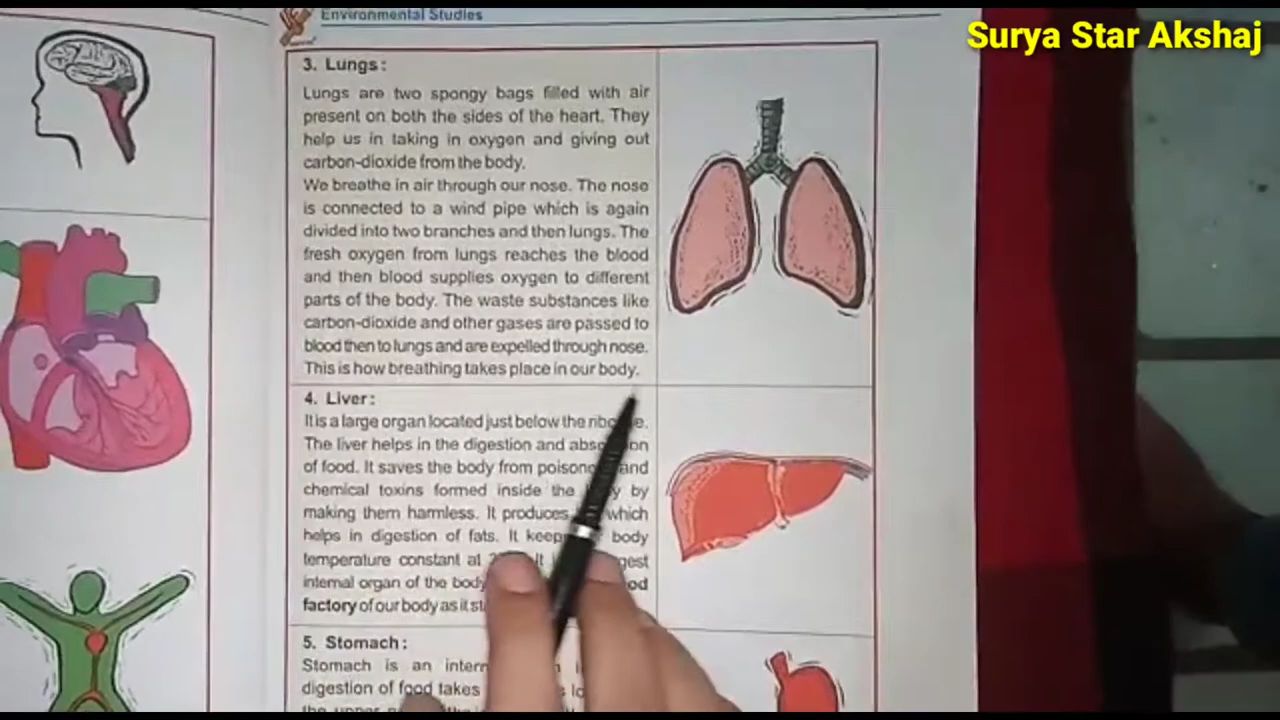 Environmental Studies
Surya Star Akshaj
3. Lungs:
Lungs are two spongy bags filled with air
present on both the sides of the heart. They
help us in taking in oxygen and giving out
carbon-dioxide from the body.
We breathe in air through our nose. The nose
is connected to a wind pipe which is again
divided into two branches and then lungs. The
fresh oxygen from lungs reaches the blood
and then blood supplies oxygen to different
parts of the body. The waste substances like
carbon-dioxide and other gases are passed to
blood then to lungs and are expelled through nose.
This is how breathing takes place in our body.
4. Liver:
It is a large organ located just below the
The liver helps in the digestion and
of food. It saves the body from and
chemical toxins formed inside the by
making them harmless. It produces which
helps in digestion of fats. It body
temperature constant at It
internal organ of the body
factory of our body as it
5. Stomach:
Stomach is an
digestion of food takes
the upper